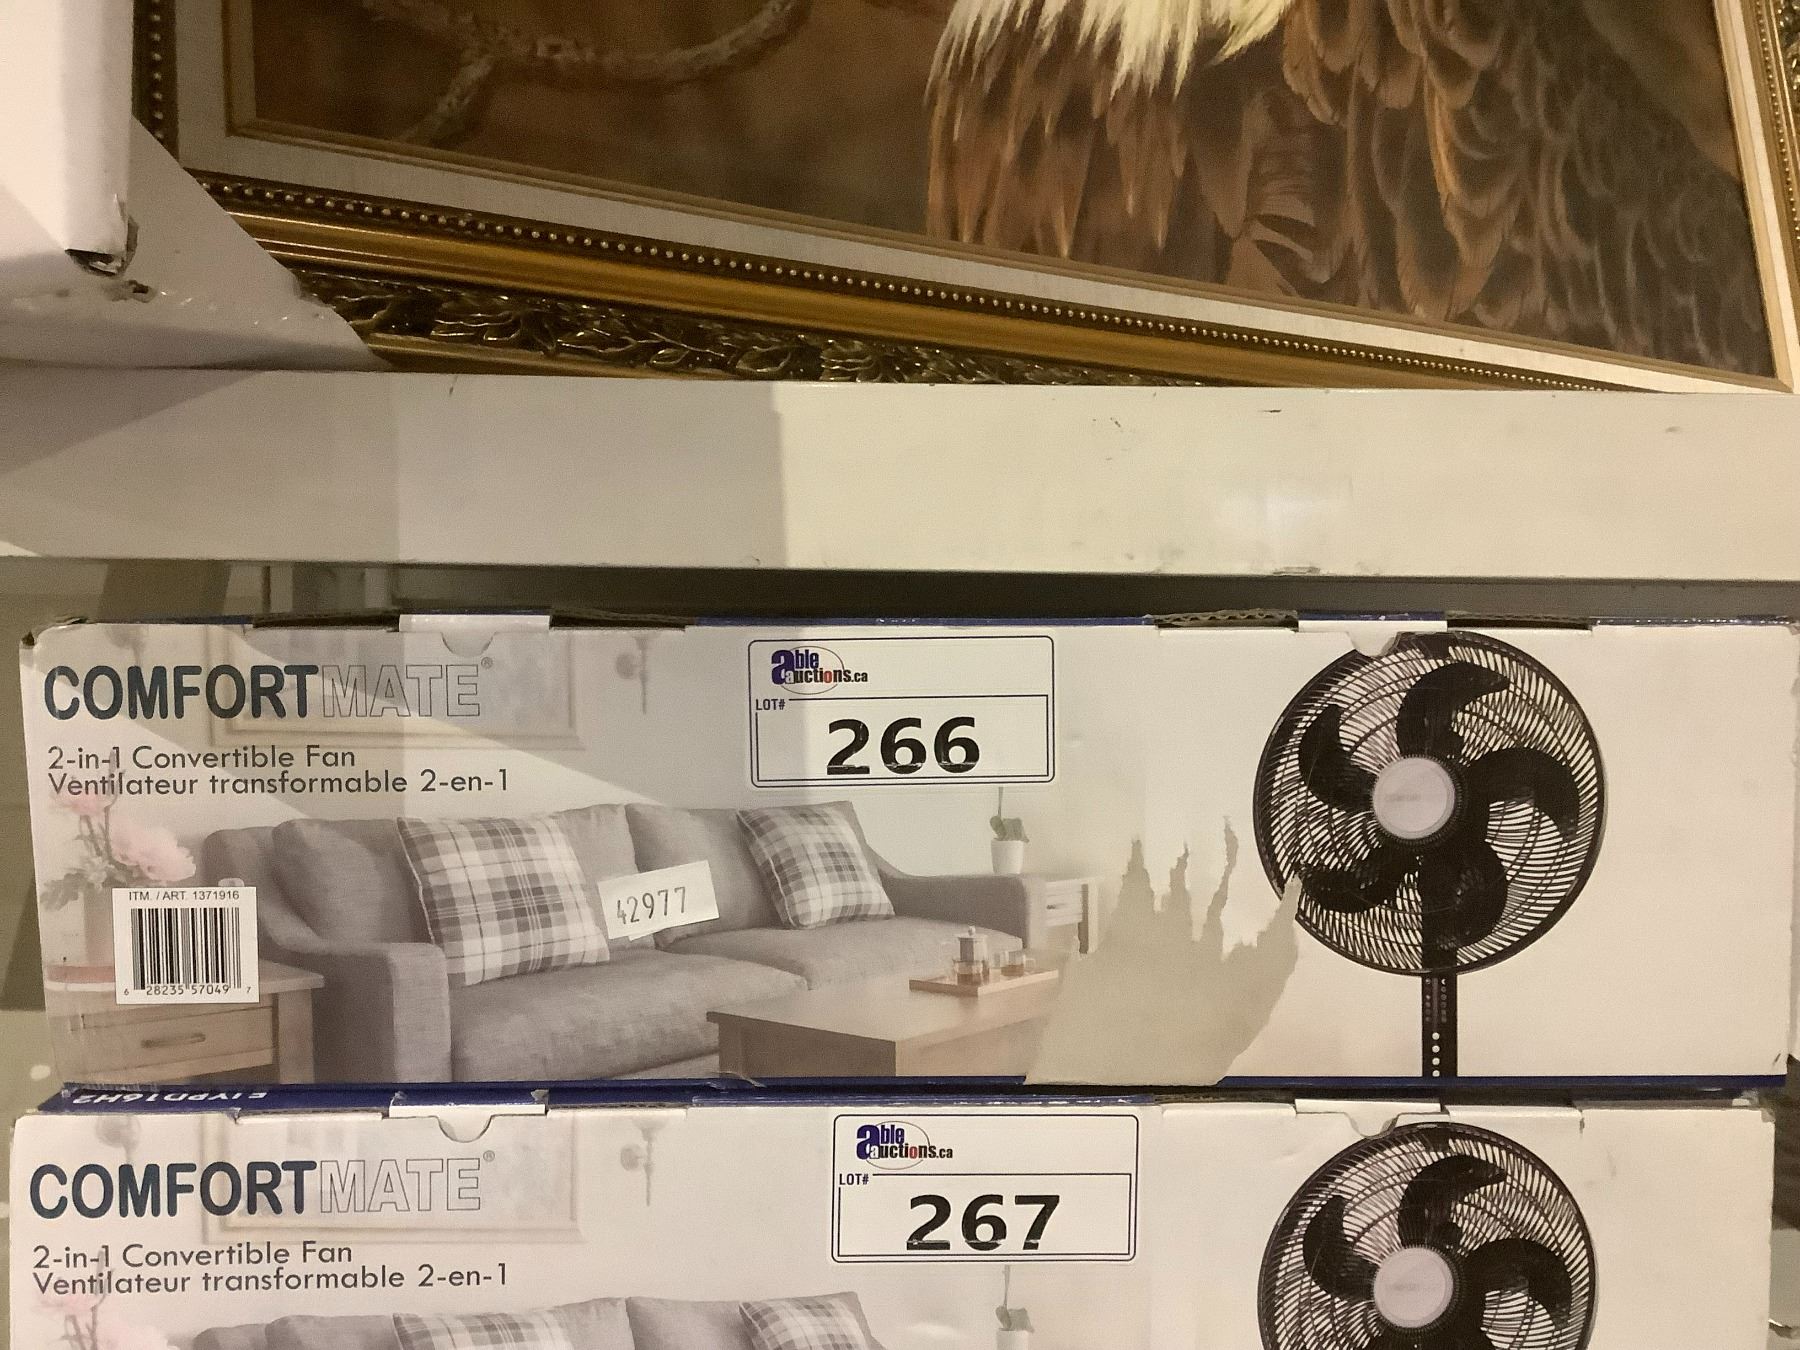 COMFORTMATE®
2-in-1 Convertible Fan
Ventilateur transformable 2-en-1
able auctions.ca
LOT#
266
42977
ITM. / ART. 1371916
6 28235 57049 7
EJYPD16H2
COMFORTMATE®
2-in-1 Convertible Fan
Ventilateur transformable 2-en-1
able auctions.ca
LOT#
267